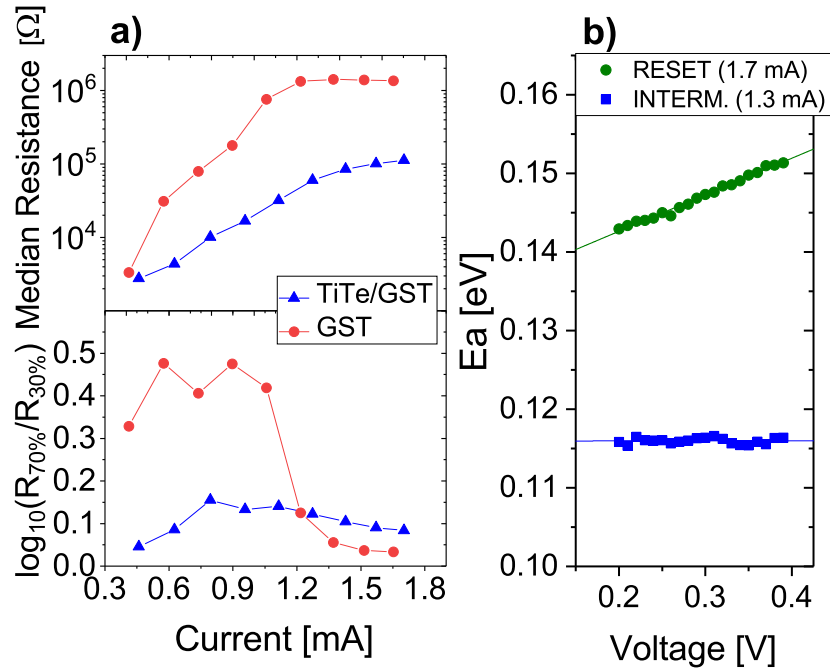 a)
Median Resistance [Ω]
10^6
10^5
10^4
TiTe/GST
GST
log10(R70%/R30%)
0.5
0.4
0.3
0.2
0.1
0.0
0.3 0.6 0.9 1.2 1.5 1.8
Current [mA]
b)
RESET (1.7 mA)
INTERM. (1.3 mA)
Ea [eV]
0.16
0.15
0.14
0.13
0.12
0.11
0.10
0.2 0.3 0.4
Voltage [V]